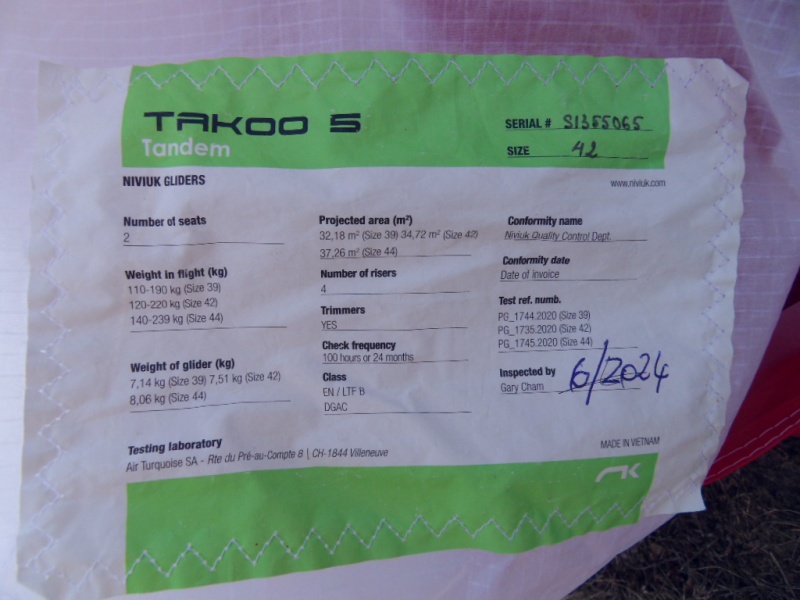 TAKOO 5
Tandem
SERIAL # S1355065
SIZE 42
NIVIUK GLIDERS
www.niviuk.com
Number of seats
2
Weight in flight (kg)
110-190 kg (Size 39)
120-220 kg (Size 42)
140-239 kg (Size 44)
Weight of glider (kg)
7,14 kg (Size 39) 7,51 kg (Size 42)
8,06 kg (Size 44)
Projected area (m²)
32,18 m² (Size 39) 34,72 m² (Size 42)
37,26 m² (Size 44)
Number of risers
4
Trimmers
YES
Check frequency
100 hours or 24 months
Class
EN / LTF B
DGAC
Conformity name
Niviuk Quality Control Dept.
Conformity date
Date of invoice
Test ref. numb.
PG_1744.2020 (Size 39)
PG_1735.2020 (Size 42)
PG_1745.2020 (Size 44)
Inspected by
Gary Cham
6/2024
Testing laboratory
Air Turquoise SA - Rte du Pré-au-Compte 8 | CH-1844 Villeneuve
MADE IN VIETNAM